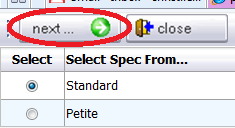 next ... close
Select Select Spec From...
Standard
Petite